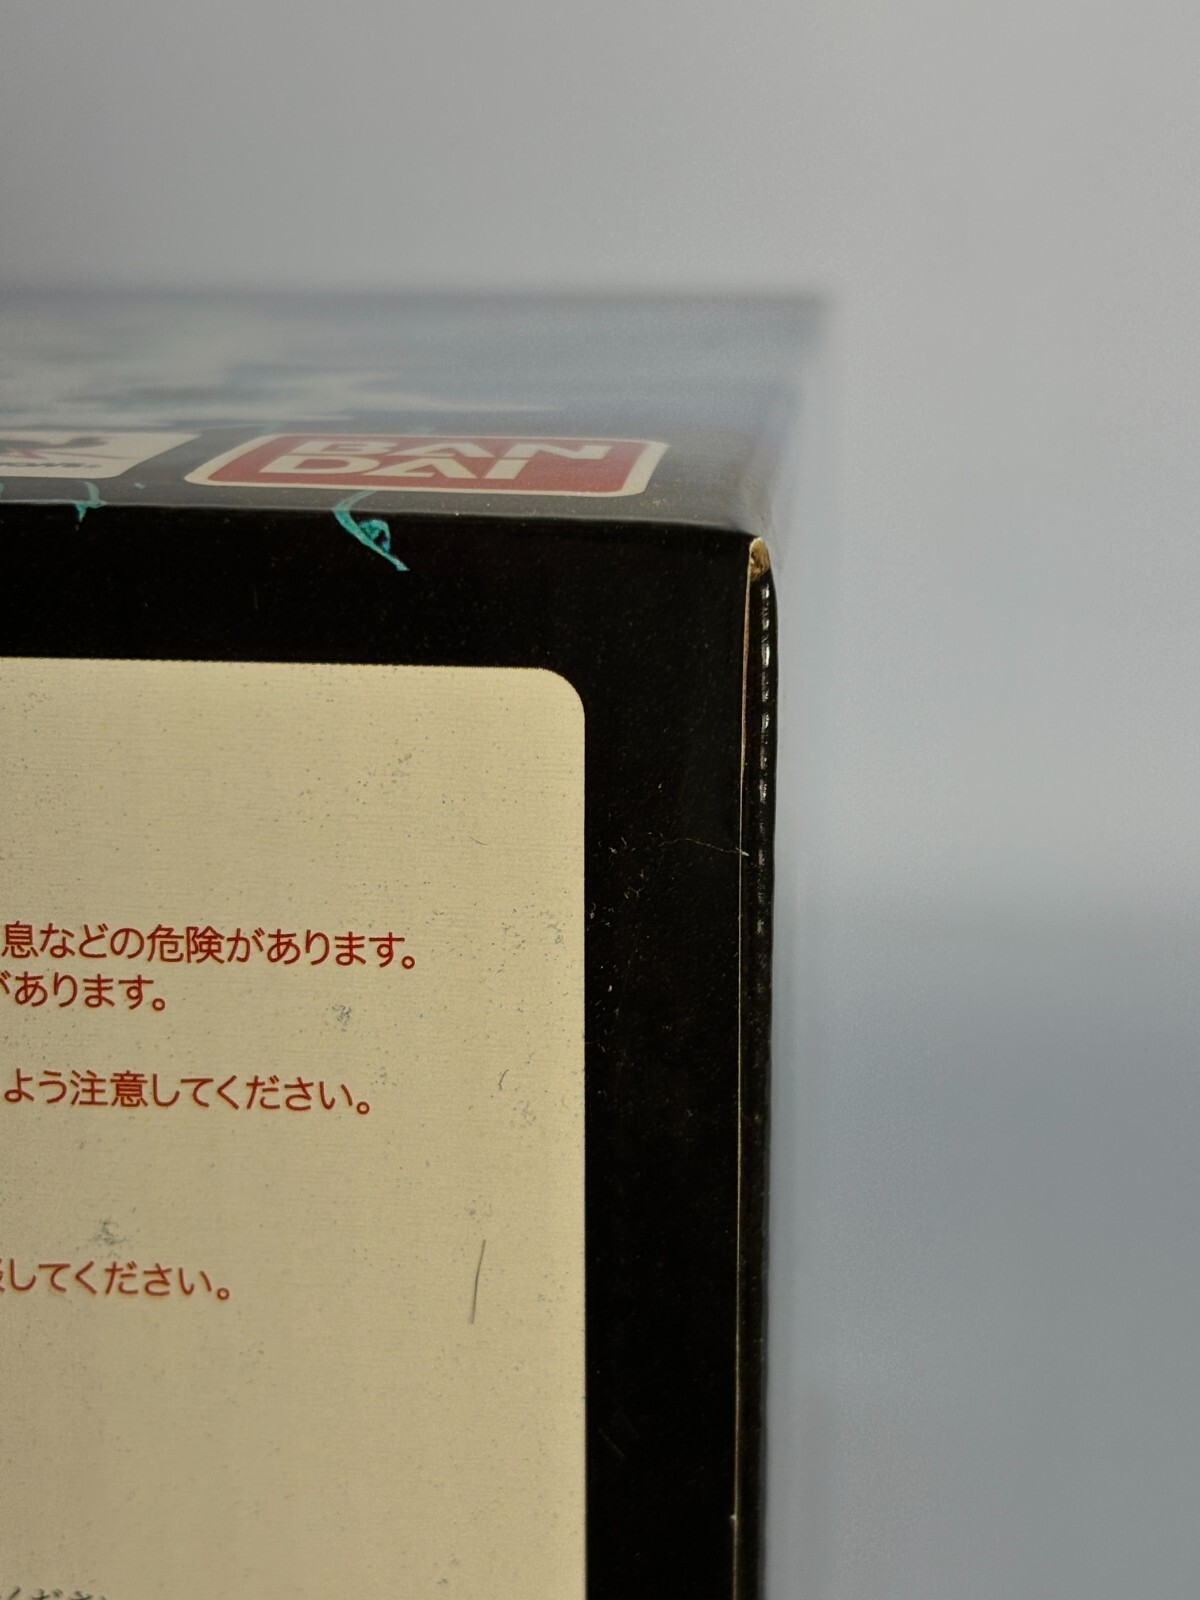 BAN
DAI
息などの危険があります。
があります。
よう注意してください。
してください。